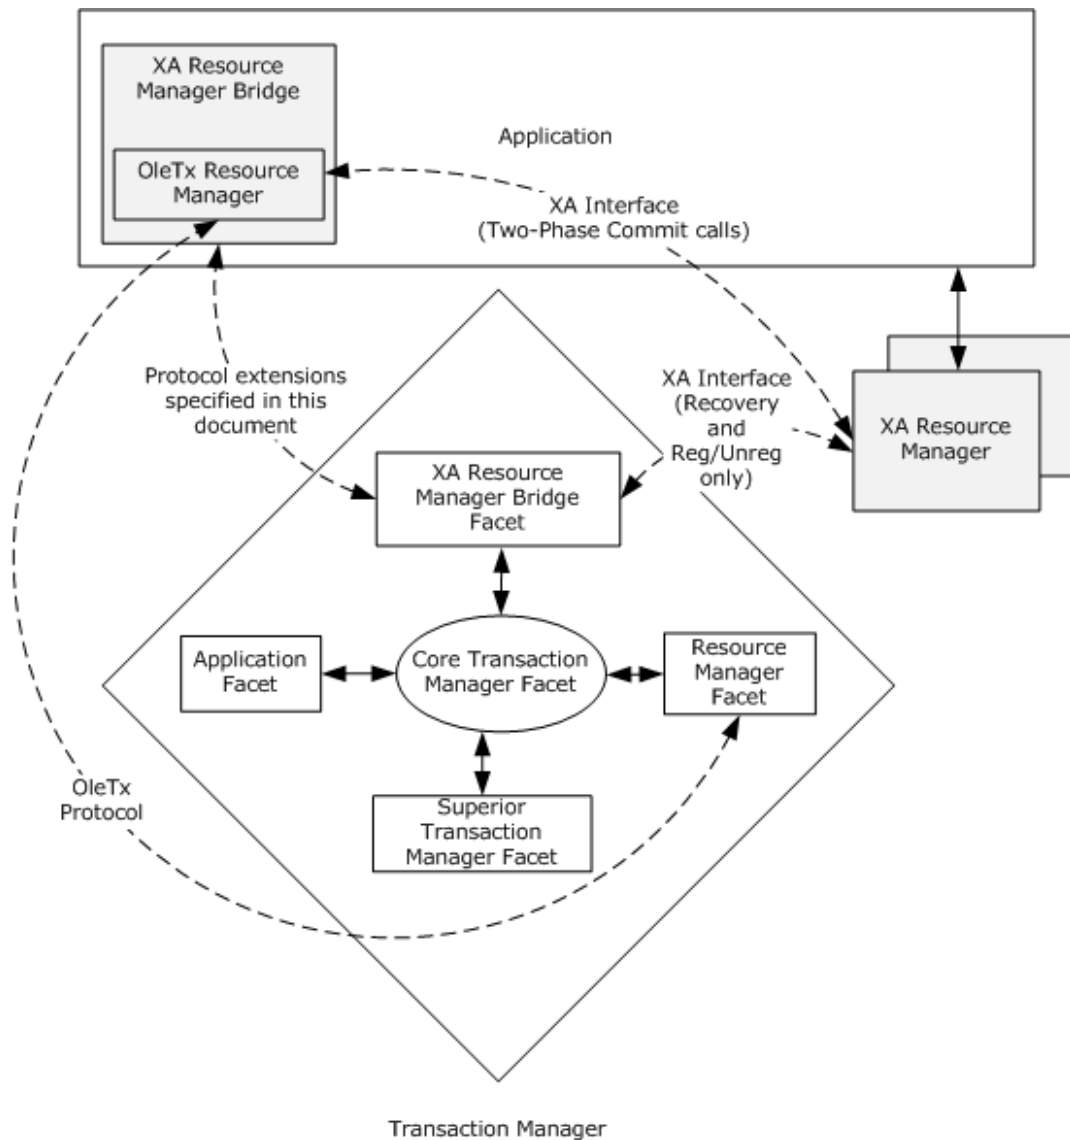 XA Resource
Manager Bridge
Application
OleTx Resource
Manager
XA Interface
(Two-Phase Commit calls)
Protocol extensions
specified in this
document
XA Interface
(Recovery
and
Reg/Unreg
only)
XA Resource
Manager
XA Resource
Manager Bridge
Facet
Application
Facet
Core Transaction
Manager Facet
Resource
Manager
Facet
OleTx
Protocol
Superior
Transaction
Manager Facet
Transaction Manager